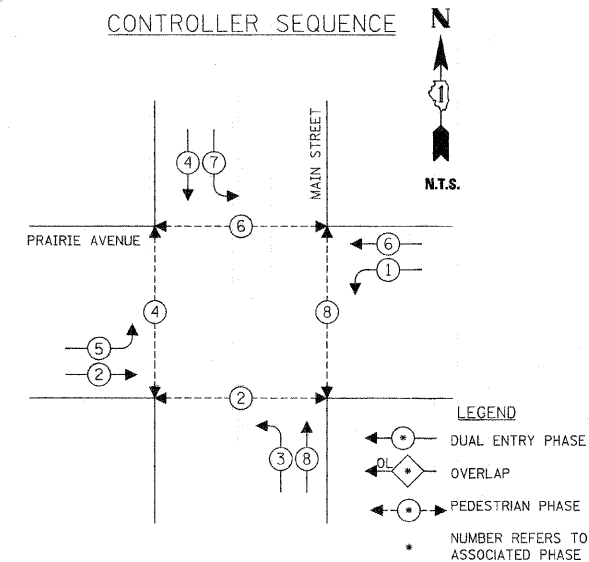 CONTROLLER SEQUENCE
N
1
N.T.S.
MAIN STREET
4 7
6
PRAIRIE AVENUE
6
1
4
8
5
2
2
3 8
LEGEND
* DUAL ENTRY PHASE
OL * OVERLAP
* PEDESTRIAN PHASE
* NUMBER REFERS TO
ASSOCIATED PHASE